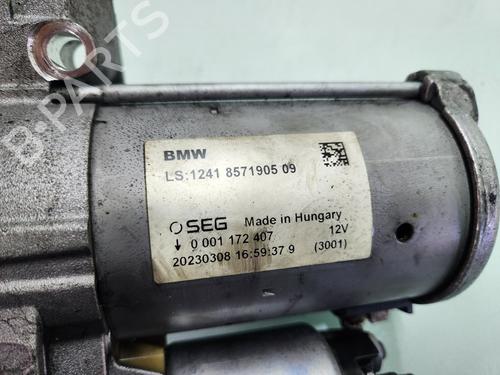 BMW
LS:1241 8571905 09
SEG Made in Hungary
0 001 172 407 12V
20230308 16:59:37 9 (3001)
B-PARTS